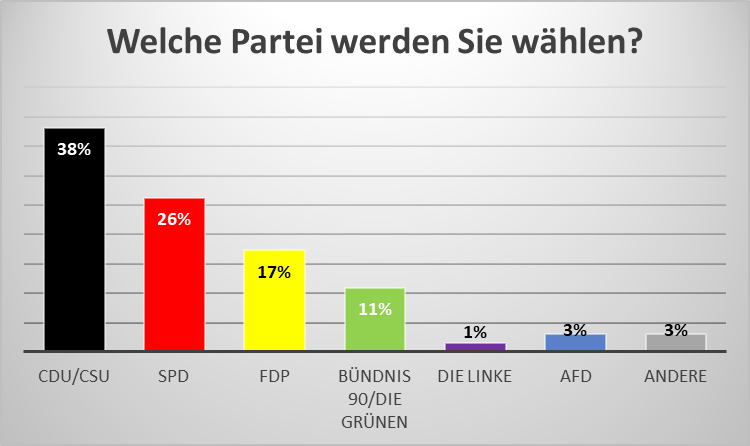 Welche Partei werden Sie wählen?
38%
26%
17%
11%
1%
3%
3%
CDU/CSU
SPD
FDP
BÜNDNIS
90/DIE
GRÜNEN
DIE LINKE
AFD
ANDERE